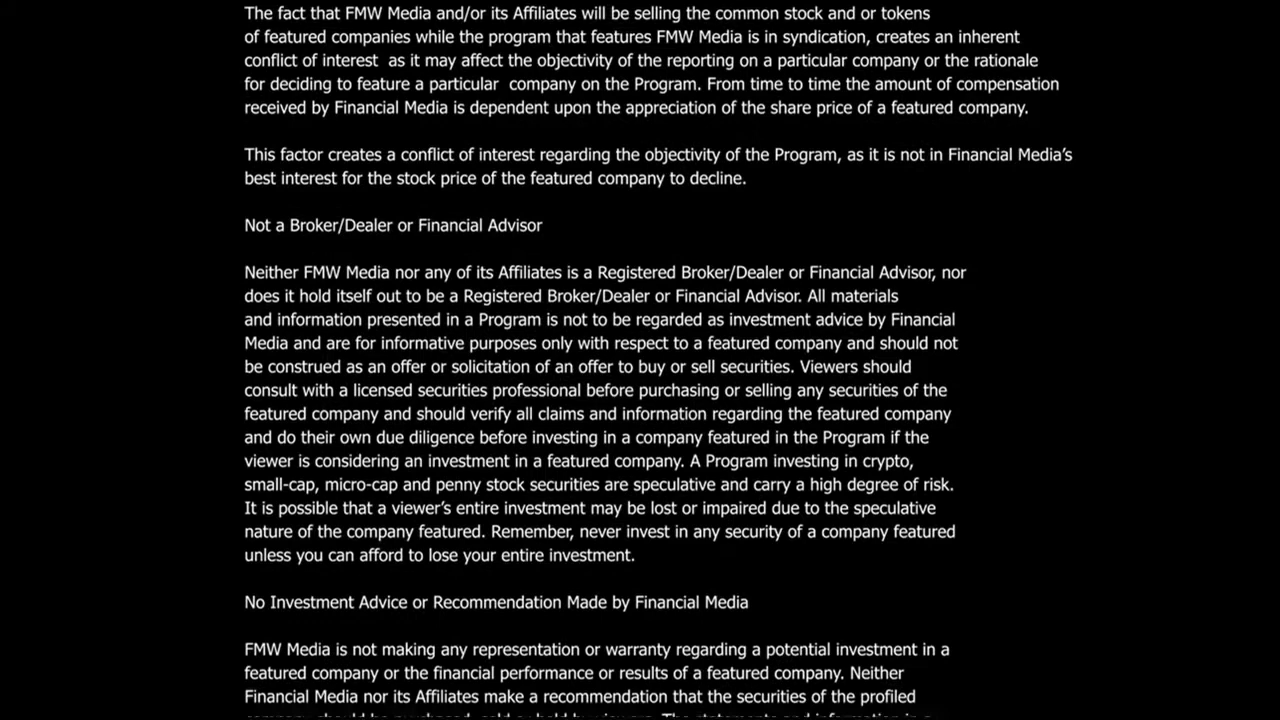 The fact that FMW Media and/or its Affiliates will be selling the common stock and or tokens
of featured companies while the program that features FMW Media is in syndication, creates an inherent
conflict of interest  as it may affect the objectivity of the reporting on a particular company or the rationale
for deciding to feature a particular  company on the Program. From time to time the amount of compensation
received by Financial Media is dependent upon the appreciation of the share price of a featured company.
This factor creates a conflict of interest regarding the objectivity of the Program, as it is not in Financial Media’s
best interest for the stock price of the featured company to decline.
Not a Broker/Dealer or Financial Advisor
Neither FMW Media nor any of its Affiliates is a Registered Broker/Dealer or Financial Advisor, nor
does it hold itself out to be a Registered Broker/Dealer or Financial Advisor. All materials
and information presented in a Program is not to be regarded as investment advice by Financial
Media and are for informative purposes only with respect to a featured company and should not
be construed as an offer or solicitation of an offer to buy or sell securities. Viewers should
consult with a licensed securities professional before purchasing or selling any securities of the
featured company and should verify all claims and information regarding the featured company
and do their own due diligence before investing in a company featured in the Program if the
viewer is considering an investment in a featured company. A Program investing in crypto,
small-cap, micro-cap and penny stock securities are speculative and carry a high degree of risk.
It is possible that a viewer’s entire investment may be lost or impaired due to the speculative
nature of the company featured. Remember, never invest in any security of a company featured
unless you can afford to lose your entire investment.
No Investment Advice or Recommendation Made by Financial Media
FMW Media is not making any representation or warranty regarding a potential investment in a
featured company or the financial performance or results of a featured company. Neither
Financial Media nor its Affiliates make a recommendation that the securities of the profiled